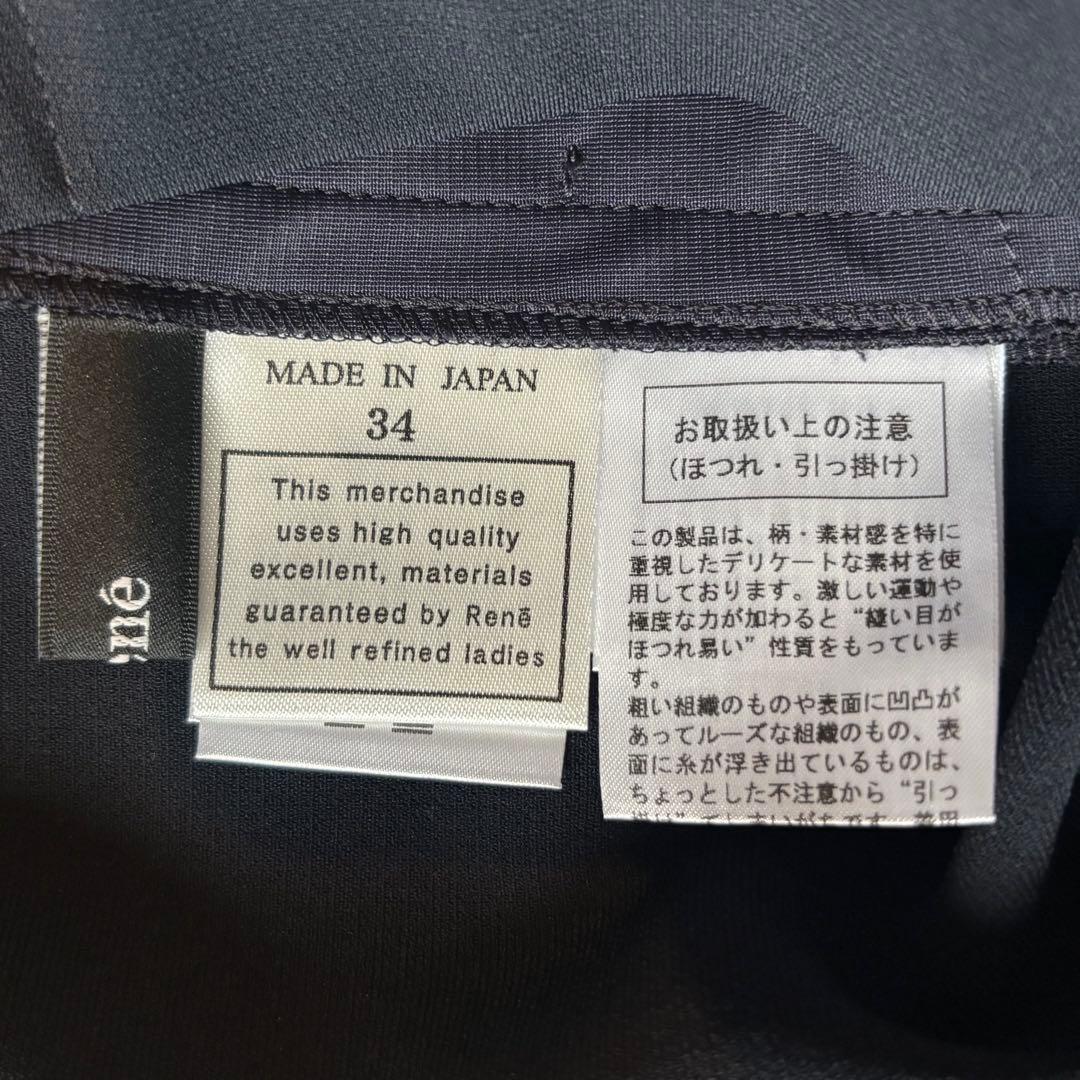 MADE IN JAPAN
34
This merchandise
uses high quality
excellent, materials
guaranteed by Renē
the well refined ladies
お取扱い上の注意
(ほつれ・引っ掛け)
この製品は、柄・素材感を特に
重視したデリケートな素材を使
用しております。激しい運動や
極度な力が加わると“縫い目が
ほつれ易い”性質をもっていま
す。
粗い組織のものや表面に凹凸が
あってルーズな組織のもの、表
面に糸が浮き出ているものは、
ちょっとした不注意から“引っ